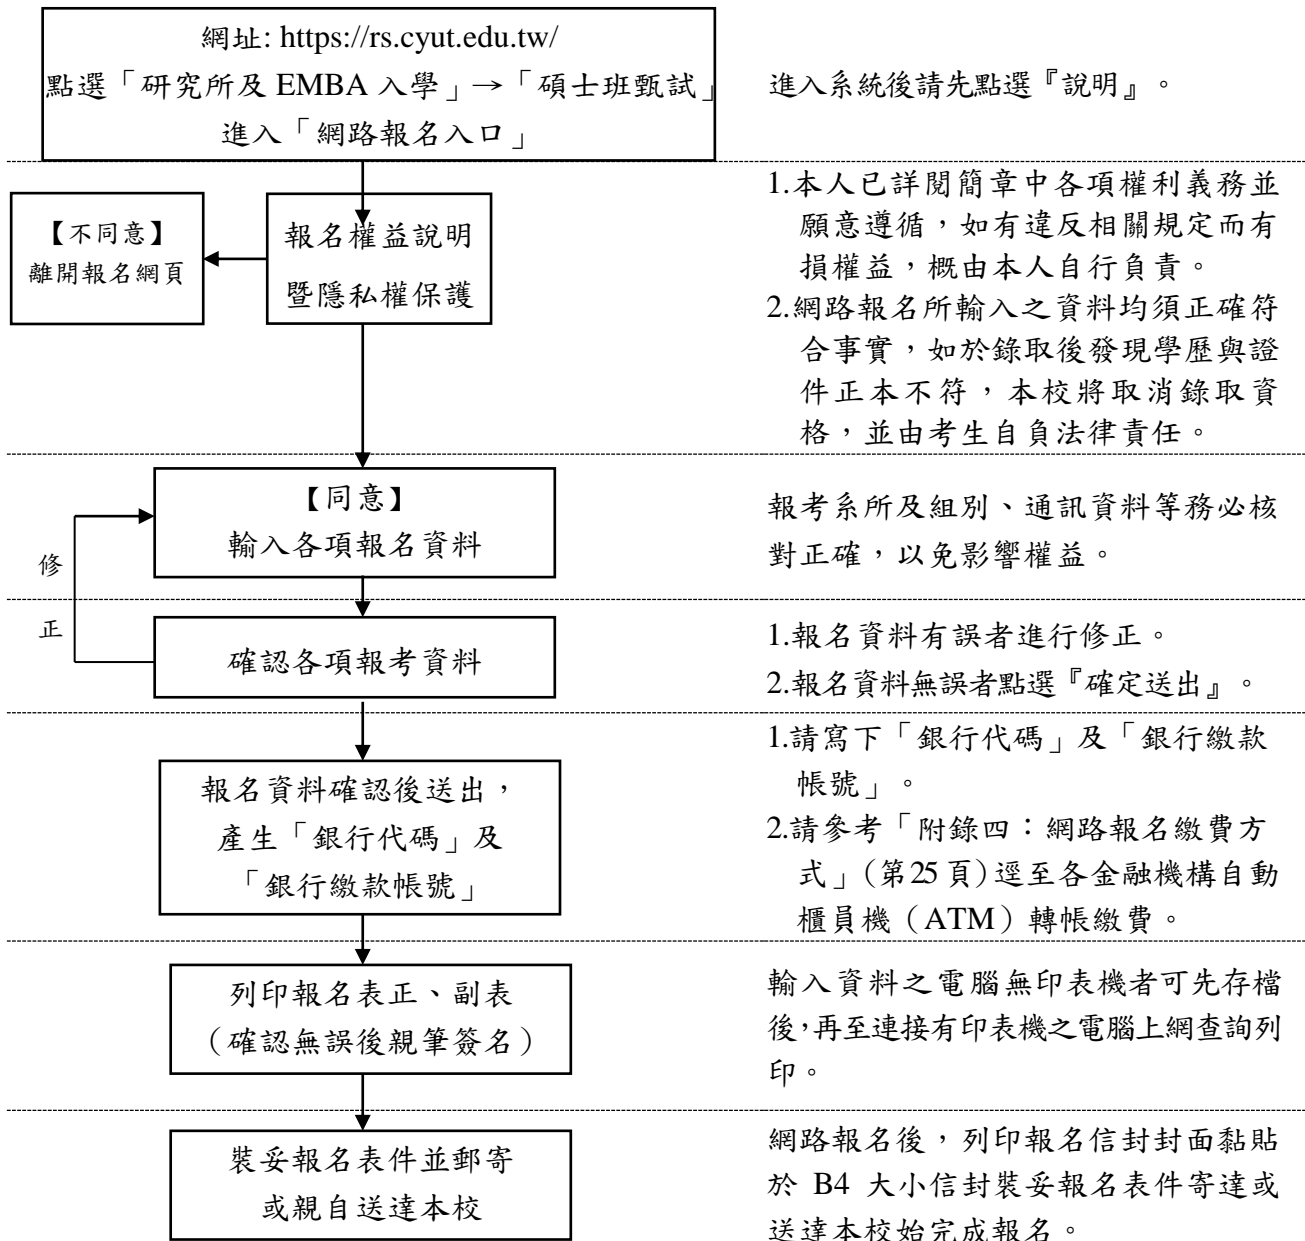 網址: https://rs.cyut.edu.tw/
點選「研究所及 EMBA 入學」→「碩士班甄試」
進入「網路報名入口」
進入系統後請先點選『說明』。
【不同意】
離開報名網頁
報名權益說明
暨隱私權保護
1.本人已詳閱簡章中各項權利義務並
願意遵循，如有違反相關規定而有
損權益，概由本人自行負責。
2.網路報名所輸入之資料均須正確符
合事實，如於錄取後發現學歷與證
件正本不符，本校將取消錄取資
格，並由考生自負法律責任。
【同意】
輸入各項報名資料
報考系所及組別、通訊資料等務必核
對正確，以免影響權益。
修
正
確認各項報考資料
1.報名資料有誤者進行修正。
2.報名資料無誤者點選『確定送出』。
報名資料確認後送出，
產生「銀行代碼」及
「銀行繳款帳號」
1.請寫下「銀行代碼」及「銀行繳款
帳號」。
2.請參考「附錄四：網路報名繳費方
式」(第25頁)逕至各金融機構自動
櫃員機（ATM）轉帳繳費。
列印報名表正、副表
（確認無誤後親筆簽名）
輸入資料之電腦無印表機者可先存檔
後，再至連接有印表機之電腦上網查詢列
印。
裝妥報名表件並郵寄
或親自送達本校
網路報名後，列印報名信封封面黏貼
於 B4 大小信封裝妥報名表件寄達或
送達本校始完成報名。